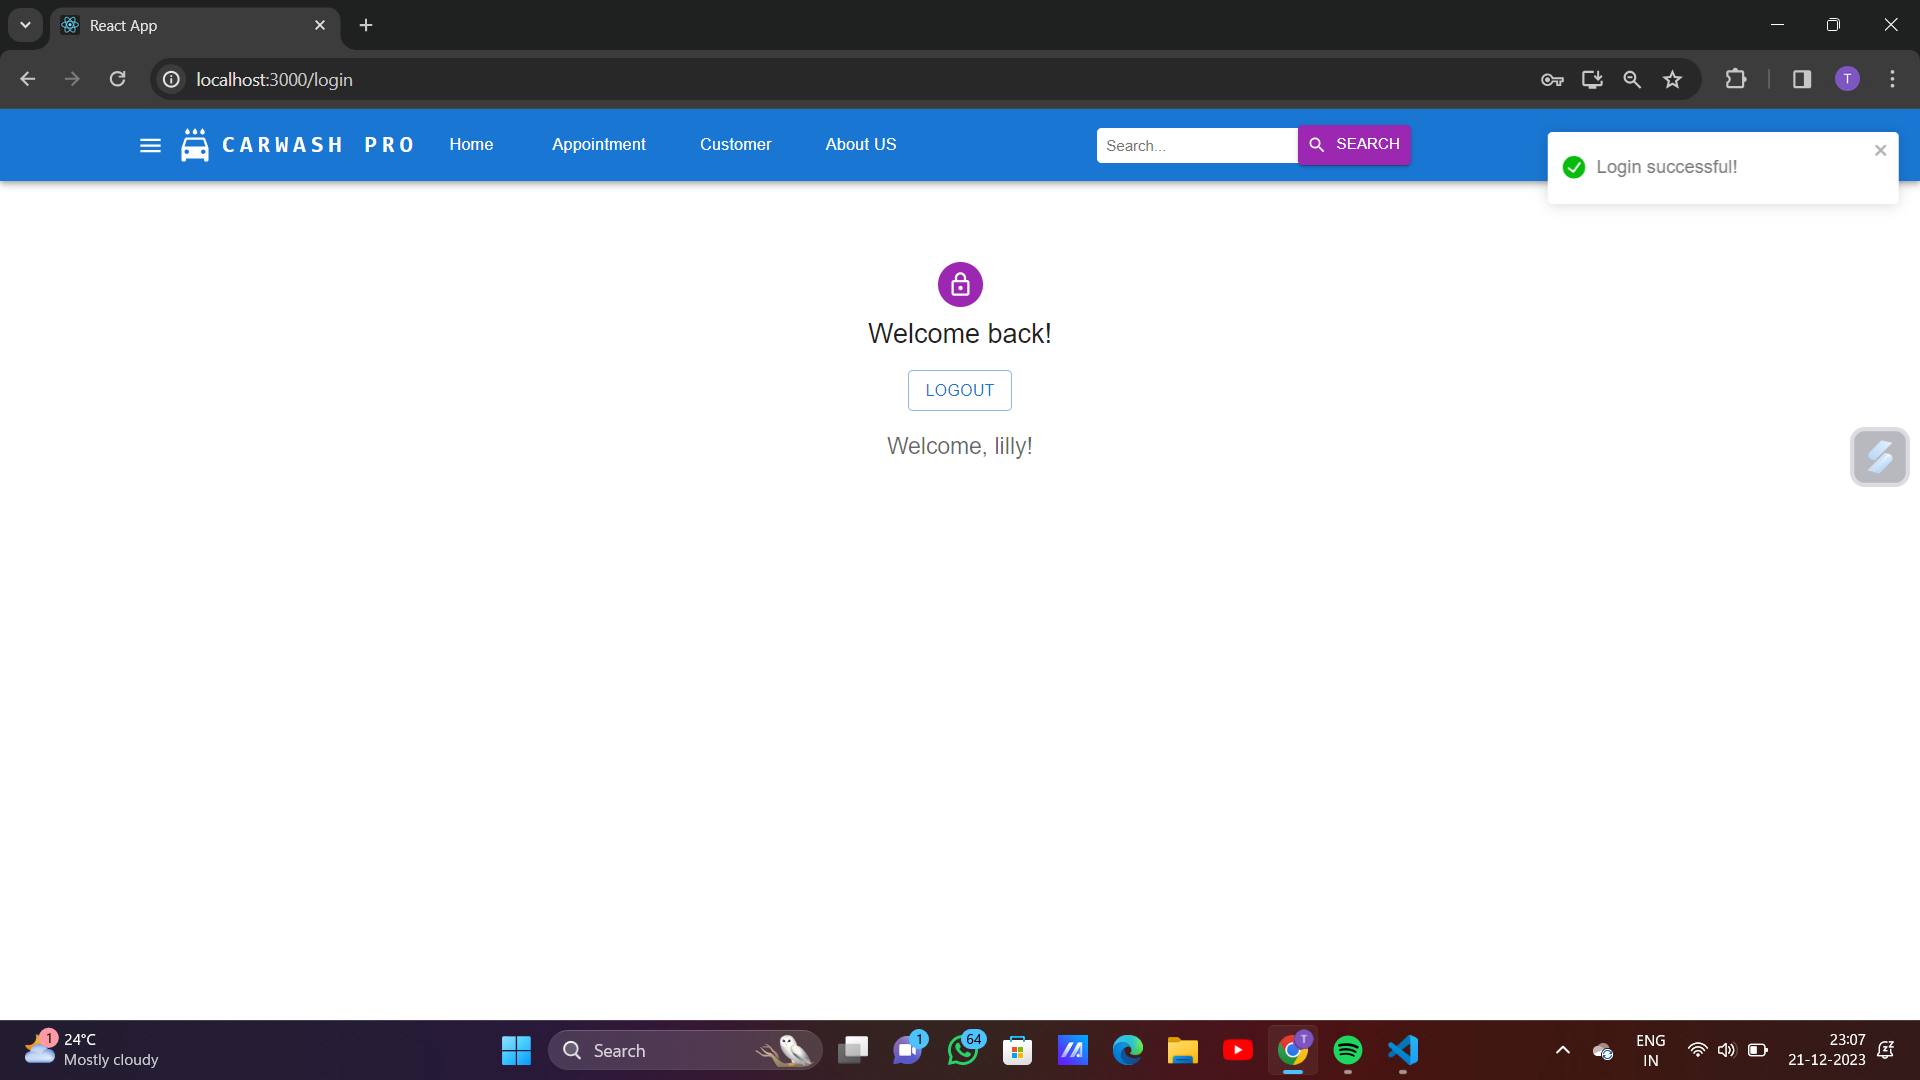 React App
localhost:3000/login
T
CARWASH PRO Home Appointment Customer About US Search... SEARCH
Login successful!
Welcome back!
LOGOUT
Welcome, lilly!
1 24°C
Mostly cloudy
Search
1
64
T
ENG
IN
23:07
21-12-2023